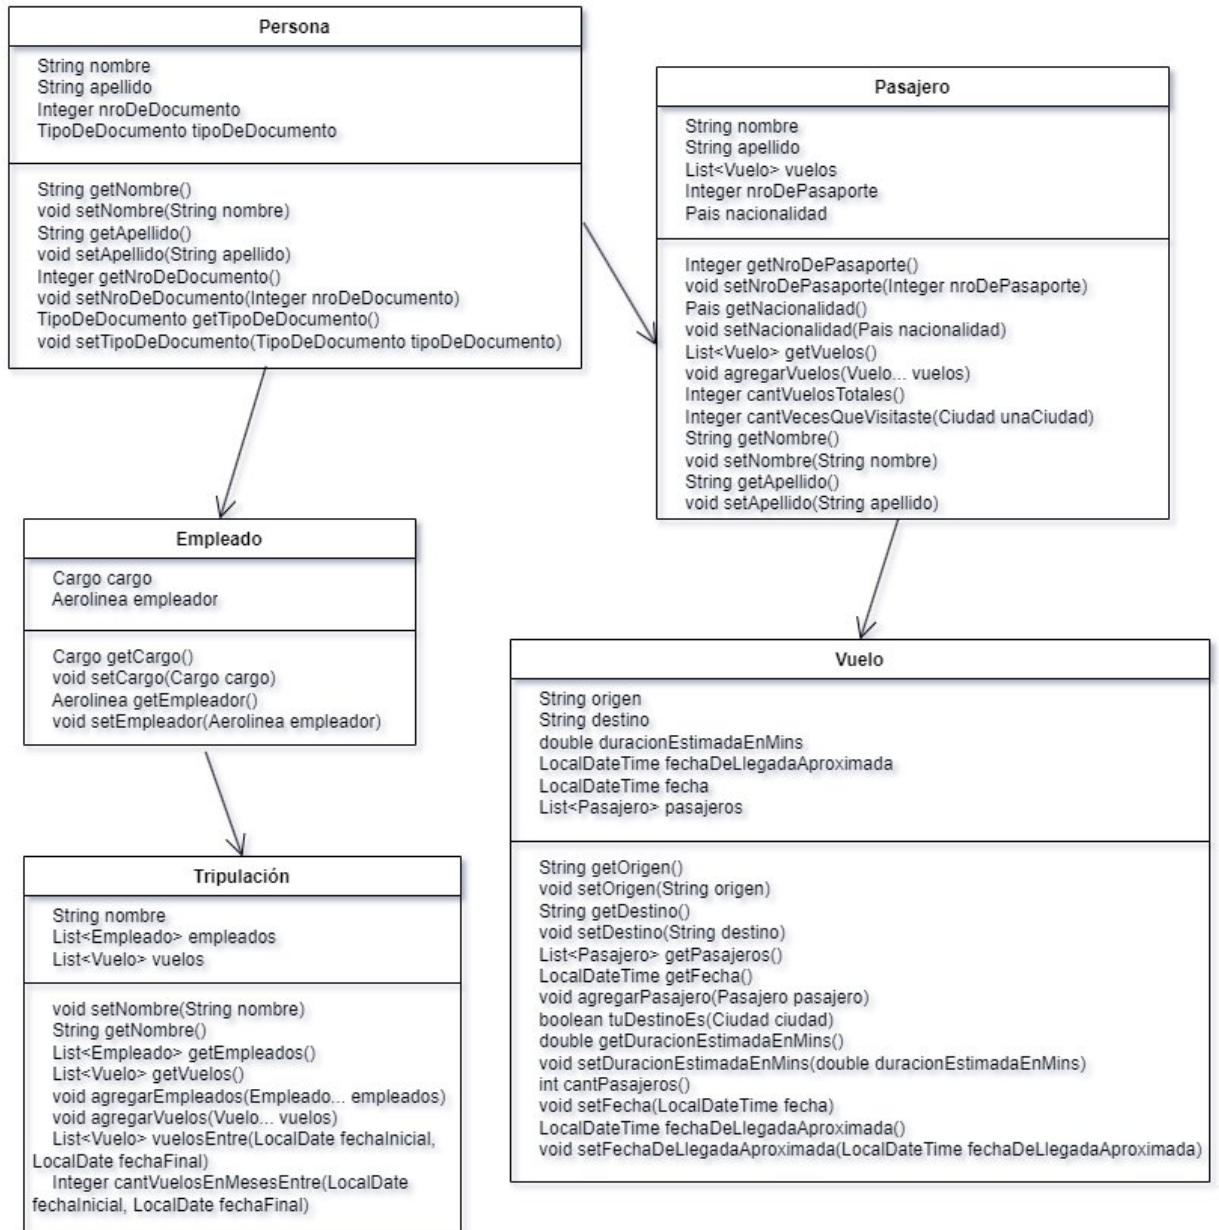 Persona
String nombre
String apellido
Integer nroDeDocumento
TipoDeDocumento tipoDeDocumento
String getNombre()
void setNombre(String nombre)
String getApellido()
void setApellido(String apellido)
Integer getNroDeDocumento()
void setNroDeDocumento(Integer nroDeDocumento)
TipoDeDocumento getTipoDeDocumento()
void setTipoDeDocumento(TipoDeDocumento tipoDeDocumento)
Pasajero
String nombre
String apellido
List<Vuelo> vuelos
Integer nroDePasaporte
Pais nacionalidad
Integer getNroDePasaporte()
void setNroDePasaporte(Integer nroDePasaporte)
Pais getNacionalidad()
void setNacionalidad(Pais nacionalidad)
List<Vuelo> getVuelos()
void agregarVuelos(Vuelo... vuelos)
Integer cantVuelosTotales()
Integer cantVecesQueVisitaste(Ciudad unaCiudad)
String getNombre()
void setNombre(String nombre)
String getApellido()
void setApellido(String apellido)
Empleado
Cargo cargo
Aerolinea empleador
Cargo getCargo()
void setCargo(Cargo cargo)
Aerolinea getEmpleador()
void setEmpleador(Aerolinea empleador)
Vuelo
String origen
String destino
double duracionEstimadaEnMins
LocalDateTime fechaDeLlegadaAproximada
LocalDateTime fecha
List<Pasajero> pasajeros
String getOrigen()
void setOrigen(String origen)
String getDestino()
void setDestino(String destino)
List<Pasajero> getPasajeros()
LocalDateTime getFecha()
void agregarPasajero(Pasajero pasajero)
boolean tuDestinoEs(Ciudad ciudad)
double getDuracionEstimadaEnMins()
void setDuracionEstimadaEnMins(double duracionEstimadaEnMins)
int cantPasajeros()
void setFecha(LocalDateTime fecha)
LocalDateTime fechaDeLlegadaAproximada()
void setFechaDeLlegadaAproximada(LocalDateTime fechaDeLlegadaAproximada)
Tripulación
String nombre
List<Empleado> empleados
List<Vuelo> vuelos
void setNombre(String nombre)
String getNombre()
List<Empleado> getEmpleados()
List<Vuelo> getVuelos()
void agregarEmpleados(Empleado... empleados)
void agregarVuelos(Vuelo... vuelos)
List<Vuelo> vuelosEntre(LocalDate fechaInicial,
LocalDate fechaFinal)
Integer cantVuelosEnMesesEntre(LocalDate
fechaInicial, LocalDate fechaFinal)